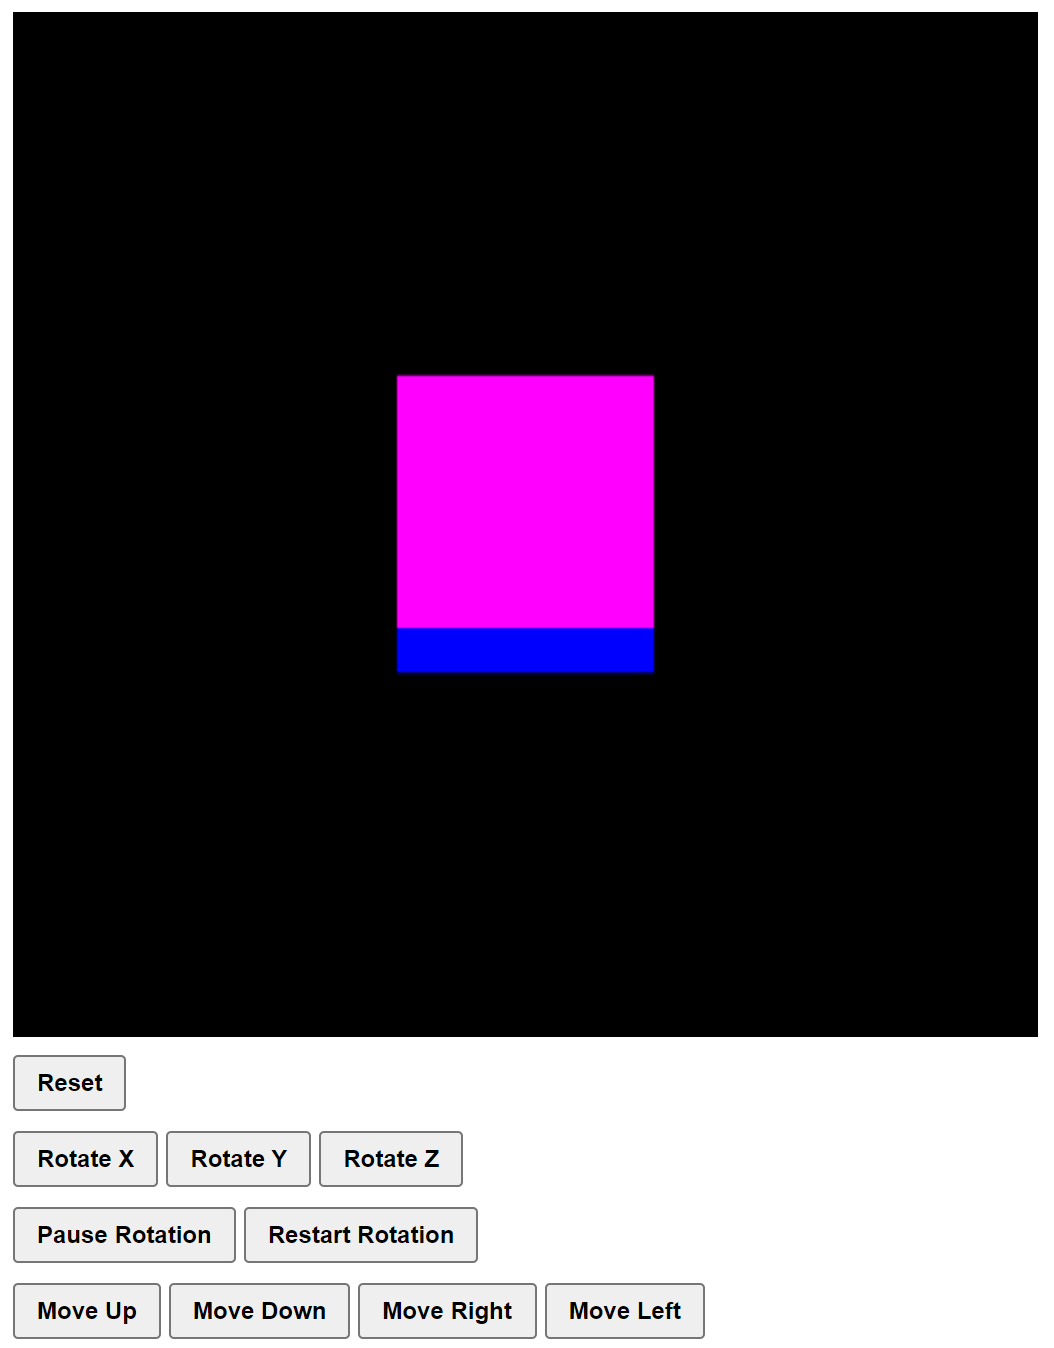 Reset
Rotate X Rotate Y Rotate Z
Pause Rotation Restart Rotation
Move Up Move Down Move Right Move Left